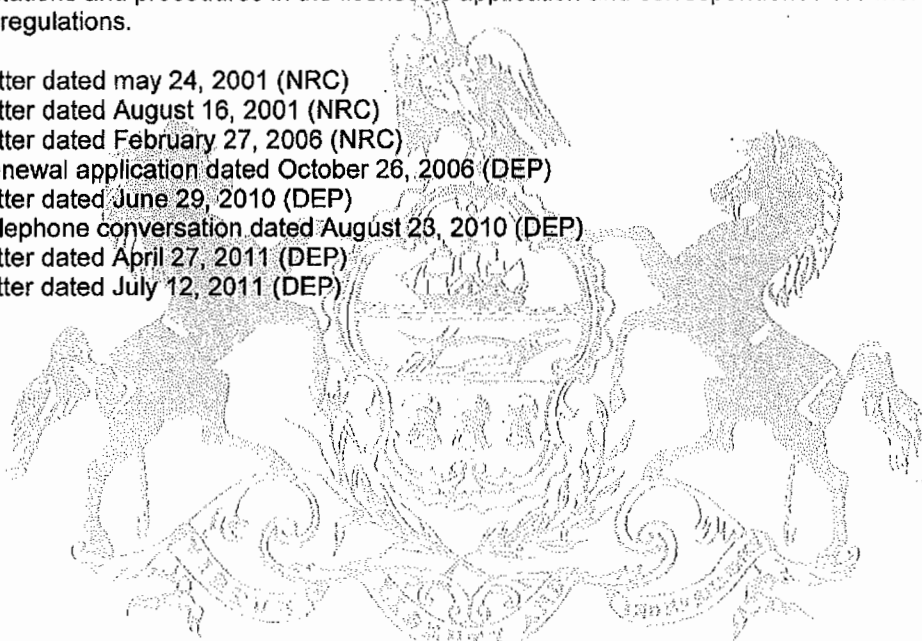 regulations.
tter dated may 24, 2001 (NRC)
tter dated August 16, 2001 (NRC)
tter dated February 27, 2006 (NRC)
newal application dated October 26, 2006 (DEP)
tter dated June 29, 2010 (DEP)
lephone conversation dated August 23, 2010 (DEP)
tter dated April 27, 2011 (DEP)
tter dated July 12, 2011 (DEP)